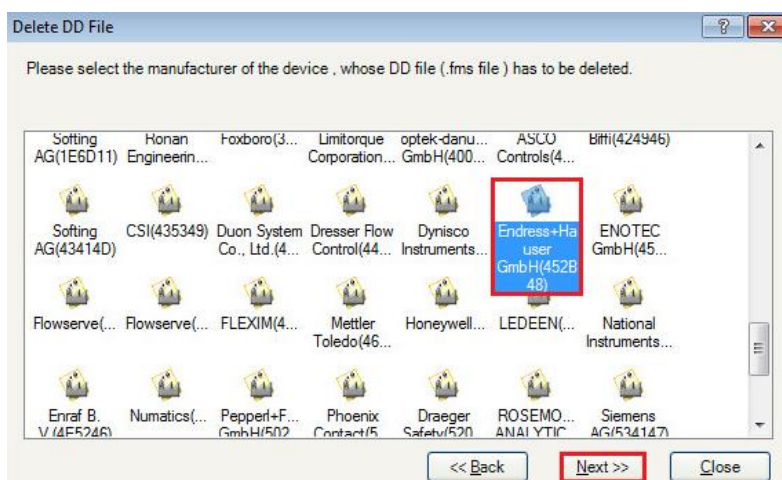 Delete DD File
Please select the manufacturer of the device , whose DD file (.fms file ) has to be deleted.
Softing Ronan Foxboro(3... Limitorque optek-danu... ASCO Biffi(424946)
AG(1E6D11) Engineerin... Corporation... GmbH(400... Controls(4...
Softing CSI(435349) Duon System Dresser Flow Dynisco Endress+Ha ENOTEC
AG(43414D) Co., Ltd.(4... Control(44... Instruments... user GmbH(45...
GmbH(452B
48)
Flowserve(... Flowserve(... FLEXIM(4... Mettler Honeywell... LEDEEN(... National
Toledo(46... Instruments...
Enraf B. Numatics(... Pepperl+F... Phoenix Draeger ROSEMO... Siemens
V.(4E5246) GmbH(502... Contact(5... Safety(520... ANALYTIC... AG(534147)
<< Back Next >> Close